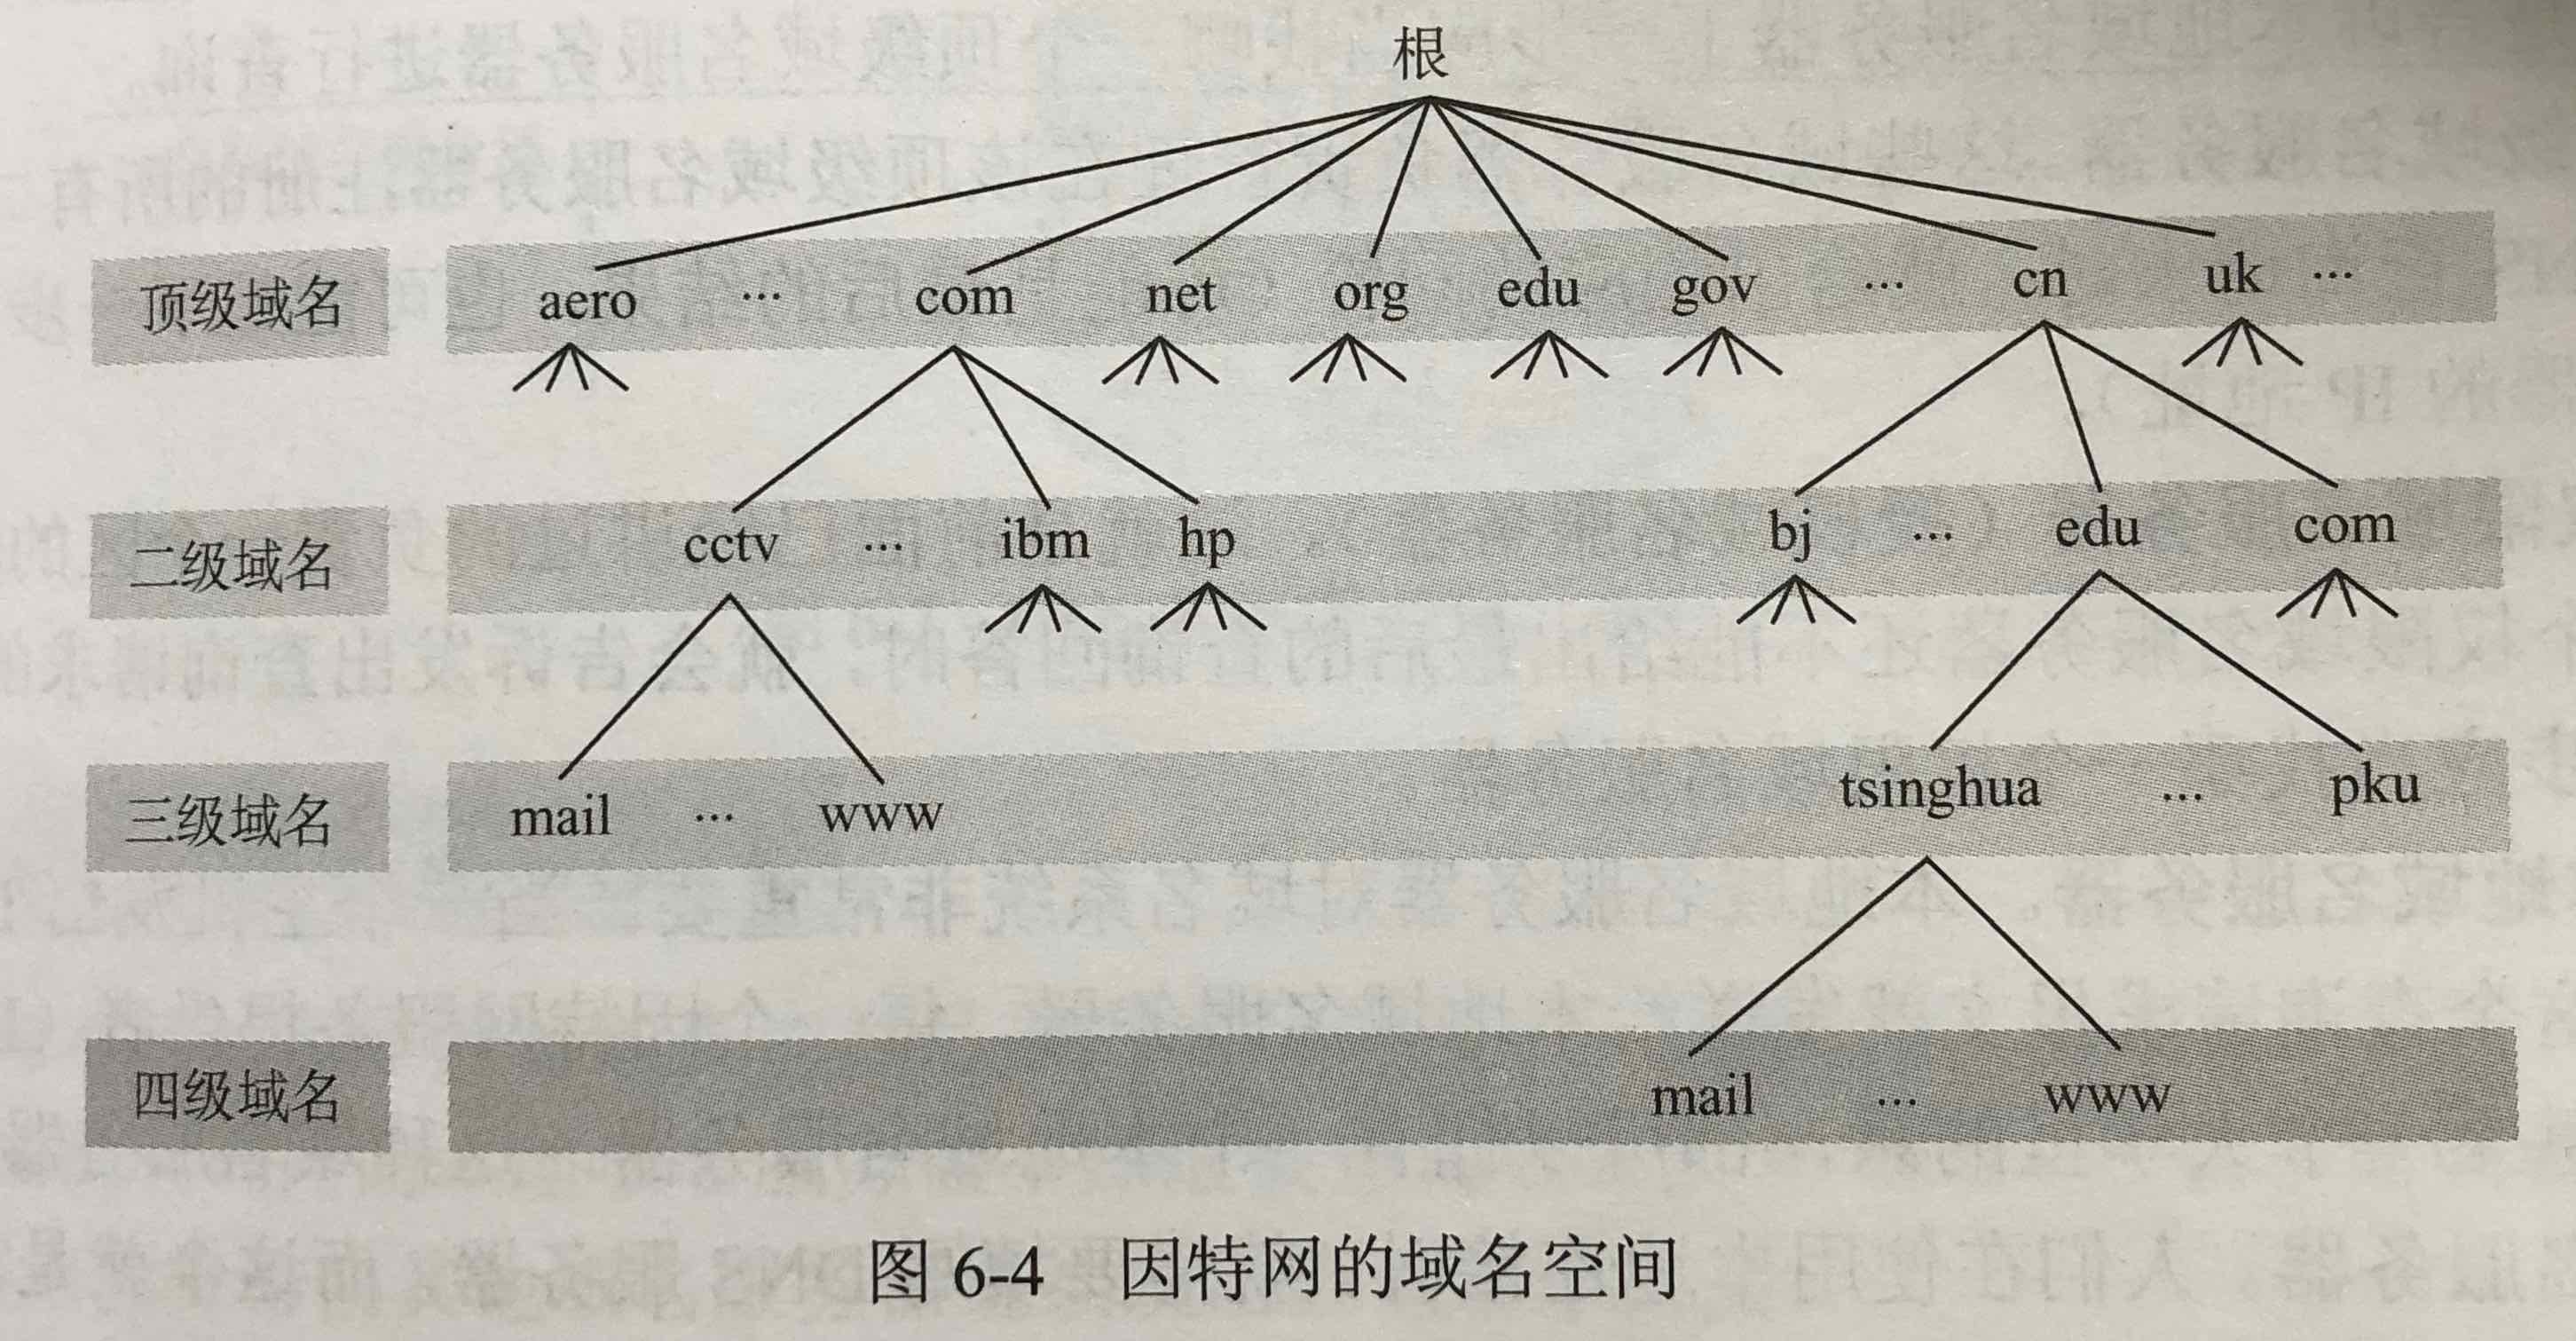 根
顶级域名 aero … com net org edu gov … cn uk …
二级域名 cctv … ibm hp bj … edu com
三级域名 mail … www tsinghua … pku
四级域名 mail … www
图 6-4 因特网的域名空间